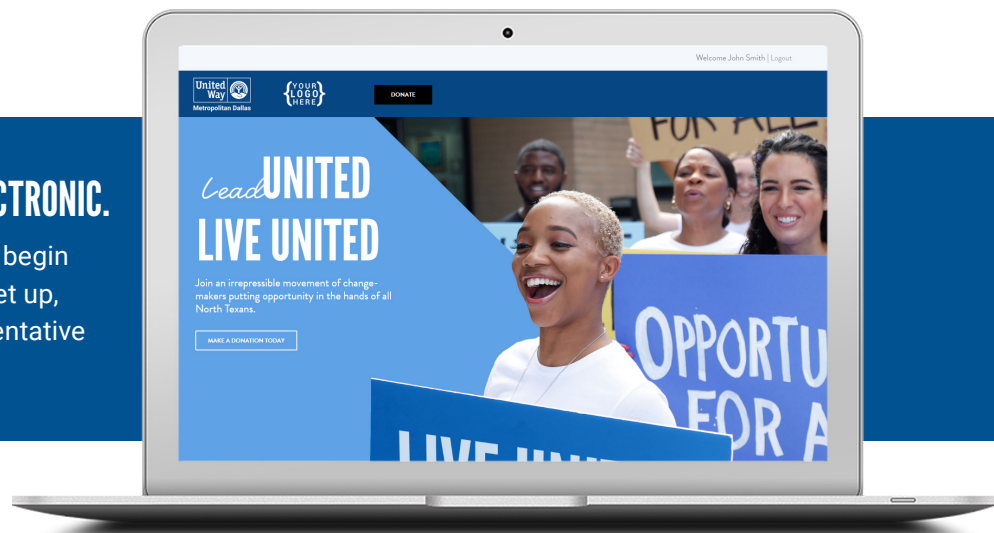 CTRONIC.
begin
et up,
entative
Welcome John Smith | Logout
United
Way
Metropolitan Dallas
{YOUR
LOGO
HERE}
DONATE
Lead UNITED
LIVE UNITED
Join an irrepressible movement of change-
makers putting opportunity in the hands of all
North Texans.
MAKE A DONATION TODAY
FOR ALL
OPPORTU
FOR A
LIVE UNIT